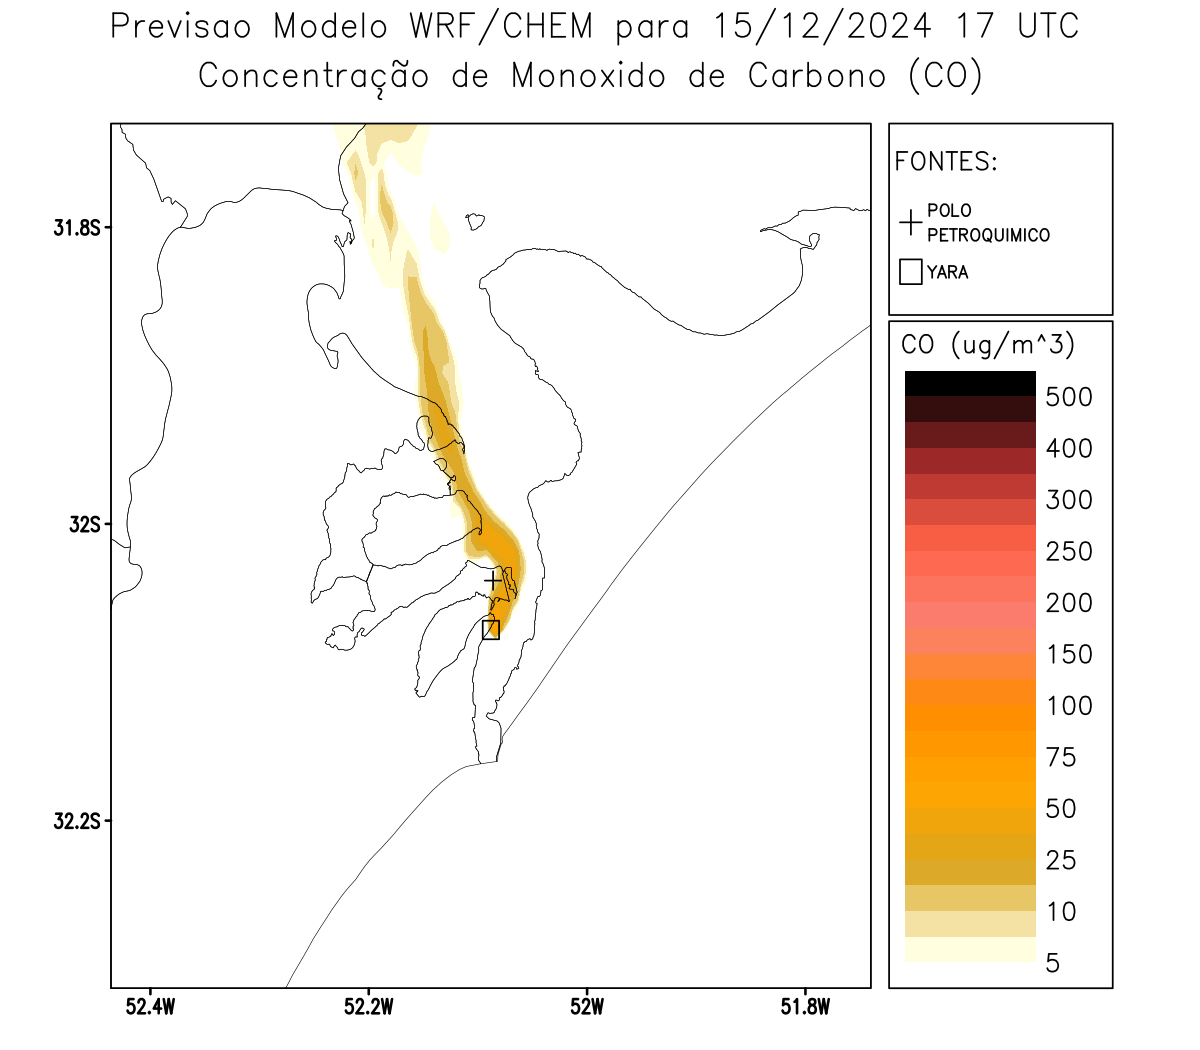 Previsao Modelo WRF/CHEM para 15/12/2024 17 UTC
Concentração de Monoxido de Carbono (CO)
FONTES:
POLO
PETROQUIMICO
YARA
CO (ug/m^3)
500
400
300
250
200
150
100
75
50
25
10
5
31.8S
32S
32.2S
52.4W
52.2W
52W
51.8W